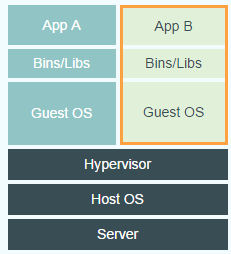 App A
App B
Bins/Libs
Bins/Libs
Guest OS
Guest OS
Hypervisor
Host OS
Server